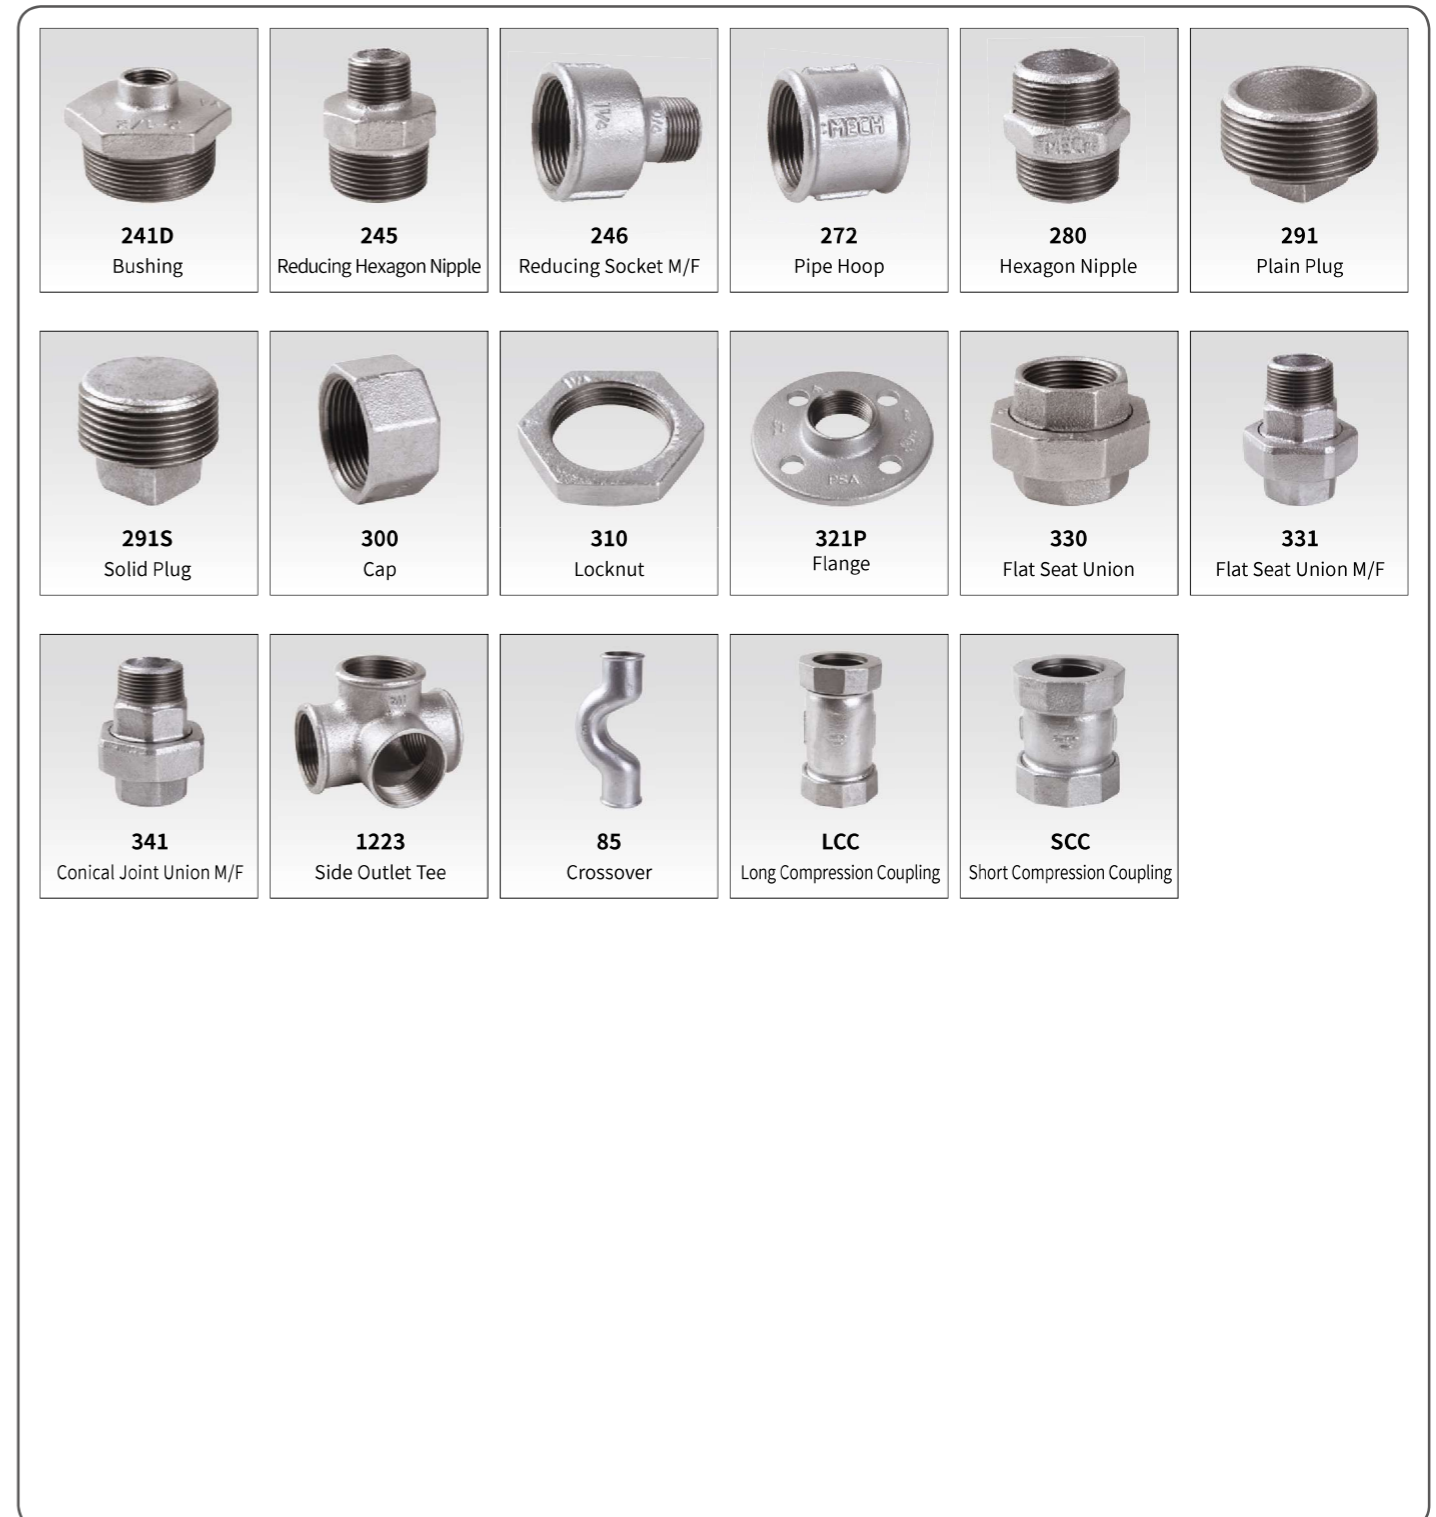 241D
Bushing
245
Reducing Hexagon Nipple
246
Reducing Socket M/F
272
Pipe Hoop
280
Hexagon Nipple
291
Plain Plug
291S
Solid Plug
300
Cap
310
Locknut
321P
Flange
330
Flat Seat Union
331
Flat Seat Union M/F
341
Conical Joint Union M/F
1223
Side Outlet Tee
85
Crossover
LCC
Long Compression Coupling
SCC
Short Compression Coupling
MECH
MECH